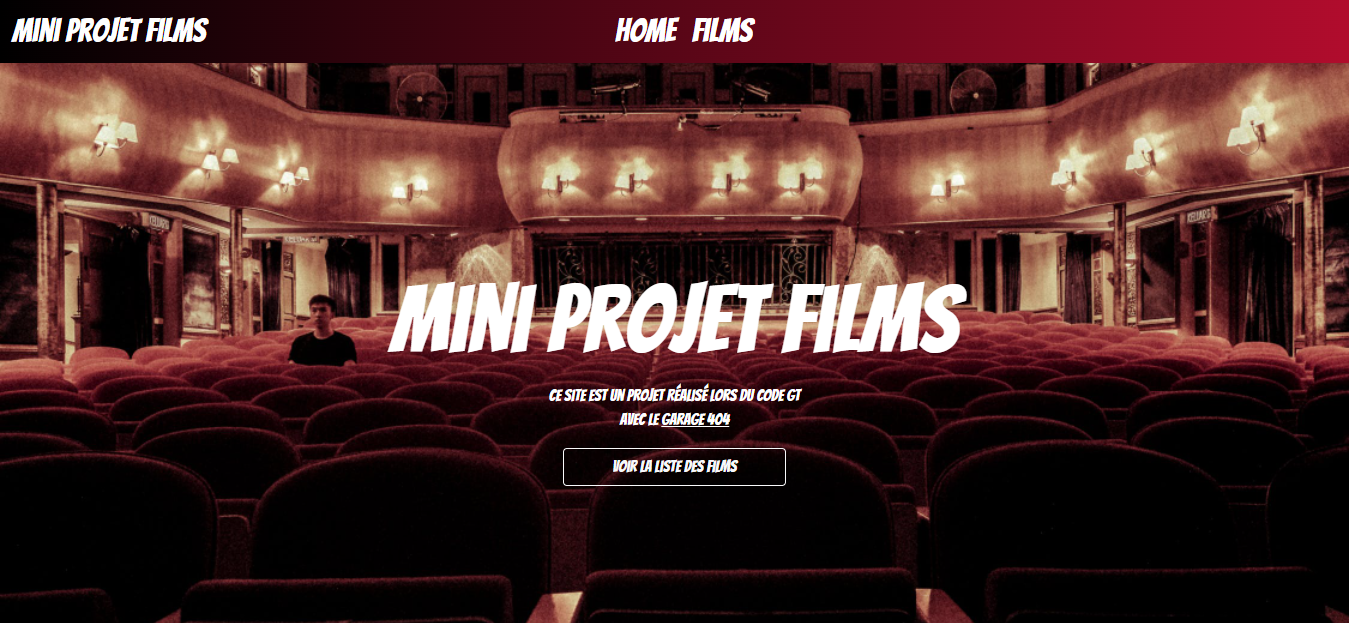 MINI PROJET FILMS
HOME FILMS
MINI PROJET FILMS
CE SITE EST UN PROJET RÉALISÉ LORS DU CODE GT
AVEC LE GARAGE 404
VOIR LA LISTE DES FILMS